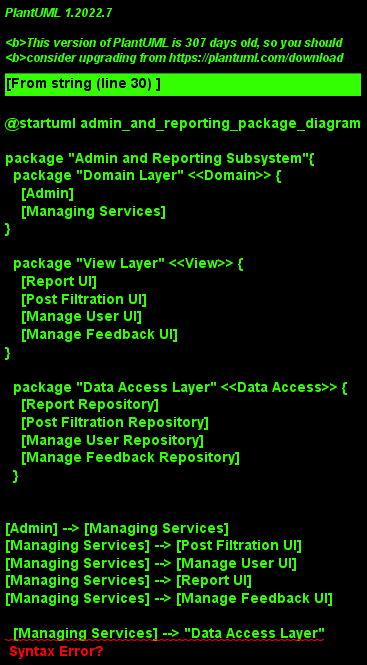 PlantUML 1.2022.7
<b>This version of PlantUML is 307 days old, so you should
<b>consider upgrading from https://plantuml.com/download
[From string (line 30) ]
@startuml admin_and_reporting_package_diagram
package "Admin and Reporting Subsystem"{
package "Domain Layer" <<Domain>> {
[Admin]
[Managing Services]
}
package "View Layer" <<View>> {
[Report UI]
[Post Filtration UI]
[Manage User UI]
[Manage Feedback UI]
}
package "Data Access Layer" <<Data Access>> {
[Report Repository]
[Post Filtration Repository]
[Manage User Repository]
[Manage Feedback Repository]
}
[Admin] --> [Managing Services]
[Managing Services] --> [Post Filtration UI]
[Managing Services] --> [Manage User UI]
[Managing Services] --> [Report UI]
[Managing Services] --> [Manage Feedback UI]
[Managing Services] --> "Data Access Layer"
Syntax Error?